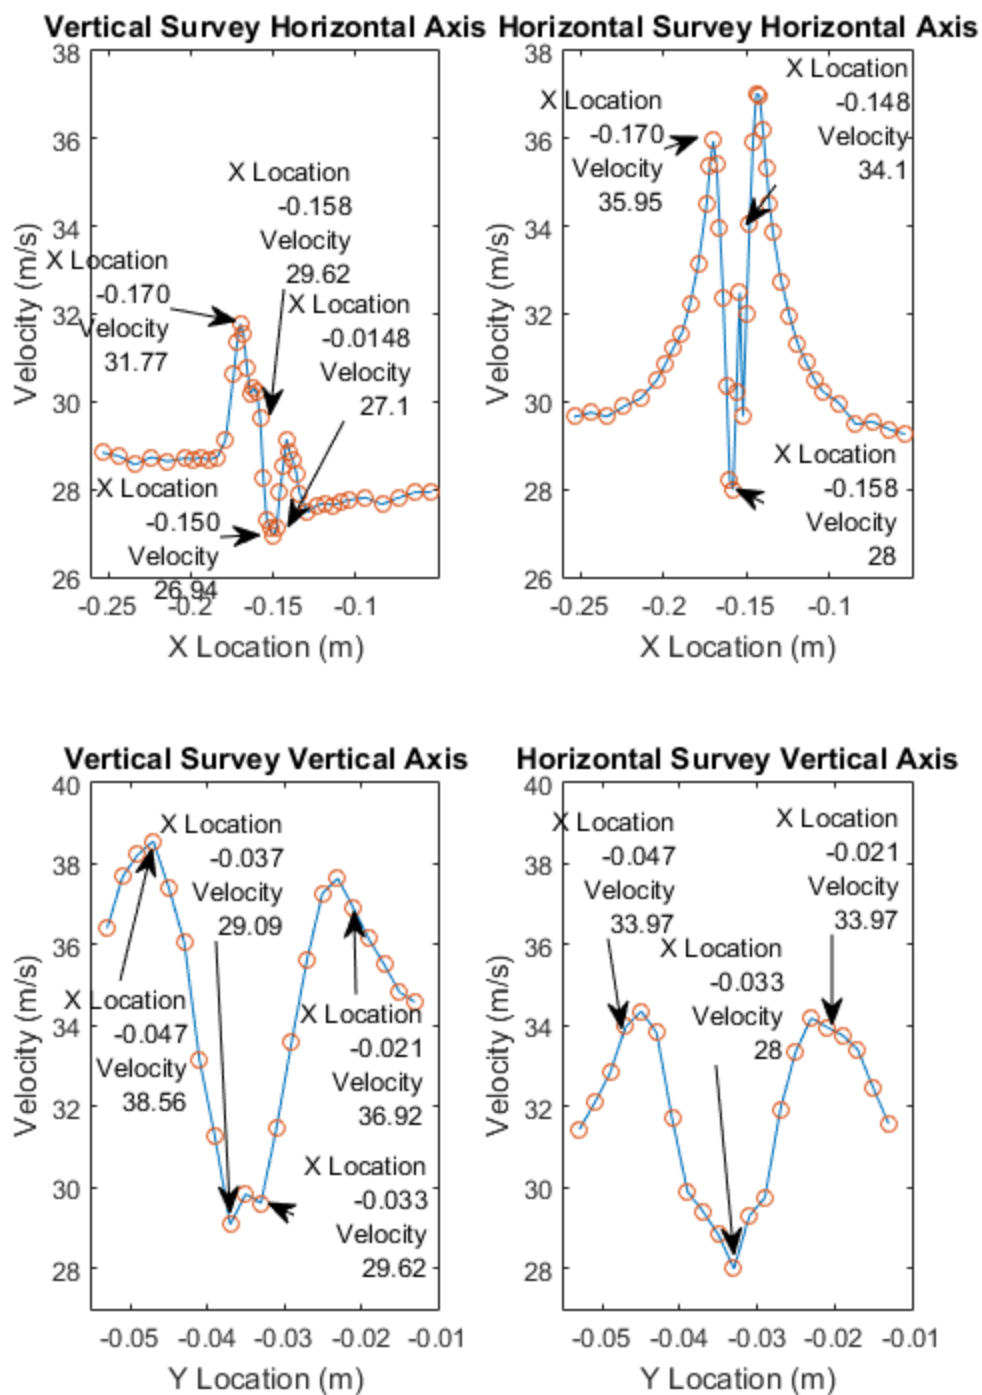 Vertical Survey Horizontal Axis
38
36
34
32
30
28
26
Velocity (m/s)
X Location
-0.158
Velocity
29.62
X Location
-0.170
Velocity
31.77
X Location
-0.0148
Velocity
27.1
X Location
-0.150
Velocity
26.94
-0.25
-0.2
-0.15
-0.1
X Location (m)
Horizontal Survey Horizontal Axis
38
36
34
32
30
28
26
Velocity (m/s)
X Location
-0.170
Velocity
35.95
X Location
-0.148
Velocity
34.1
X Location
-0.158
Velocity
28
-0.25
-0.2
-0.15
-0.1
X Location (m)
Vertical Survey Vertical Axis
40
38
36
34
32
30
28
Velocity (m/s)
X Location
-0.037
Velocity
29.09
X Location
-0.047
Velocity
38.56
X Location
-0.021
Velocity
36.92
X Location
-0.033
Velocity
29.62
-0.05
-0.04
-0.03
-0.02
-0.01
Y Location (m)
Horizontal Survey Vertical Axis
40
38
36
34
32
30
28
Velocity (m/s)
X Location
-0.047
Velocity
33.97
X Location
-0.021
Velocity
33.97
X Location
-0.033
Velocity
28
-0.05
-0.04
-0.03
-0.02
-0.01
Y Location (m)